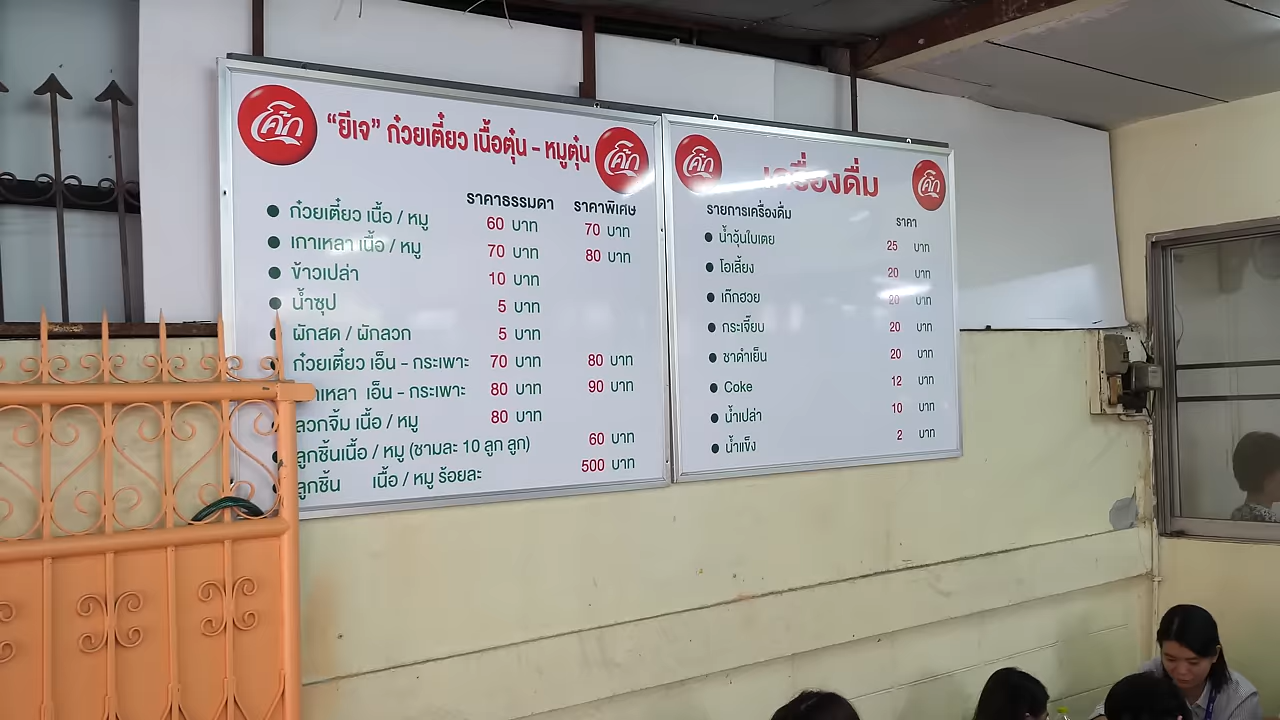 โค้ก
"ยีเจ" ก๋วยเตี๋ยว เนื้อตุ๋น - หมูตุ๋น
โค้ก
ราคาธรรมดา ราคาพิเศษ
● ก๋วยเตี๋ยว เนื้อ / หมู 60 บาท 70 บาท
● เกาเหลา เนื้อ / หมู 70 บาท 80 บาท
● ข้าวเปล่า 10 บาท
● น้ำซุป 5 บาท
● ผักสด / ผักลวก 5 บาท
● ก๋วยเตี๋ยว เอ็น - กระเพาะ 70 บาท 80 บาท
เกาเหลา เอ็น - กระเพาะ 80 บาท 90 บาท
ลวกจิ้ม เนื้อ / หมู 80 บาท
ลูกชิ้นเนื้อ / หมู (ชามละ 10 ลูก ลูก) 60 บาท
ลูกชิ้น เนื้อ / หมู ร้อยละ 500 บาท
โค้ก
เครื่องดื่ม
โค้ก
รายการเครื่องดื่ม ราคา
● น้ำวุ้นใบเตย 25 บาท
● โอเลี้ยง 20 บาท
● เก๊กฮวย 20 บาท
● กระเจี๊ยบ 20 บาท
● ชาดำเย็น 20 บาท
● Coke 12 บาท
● น้ำเปล่า 10 บาท
● น้ำแข็ง 2 บาท